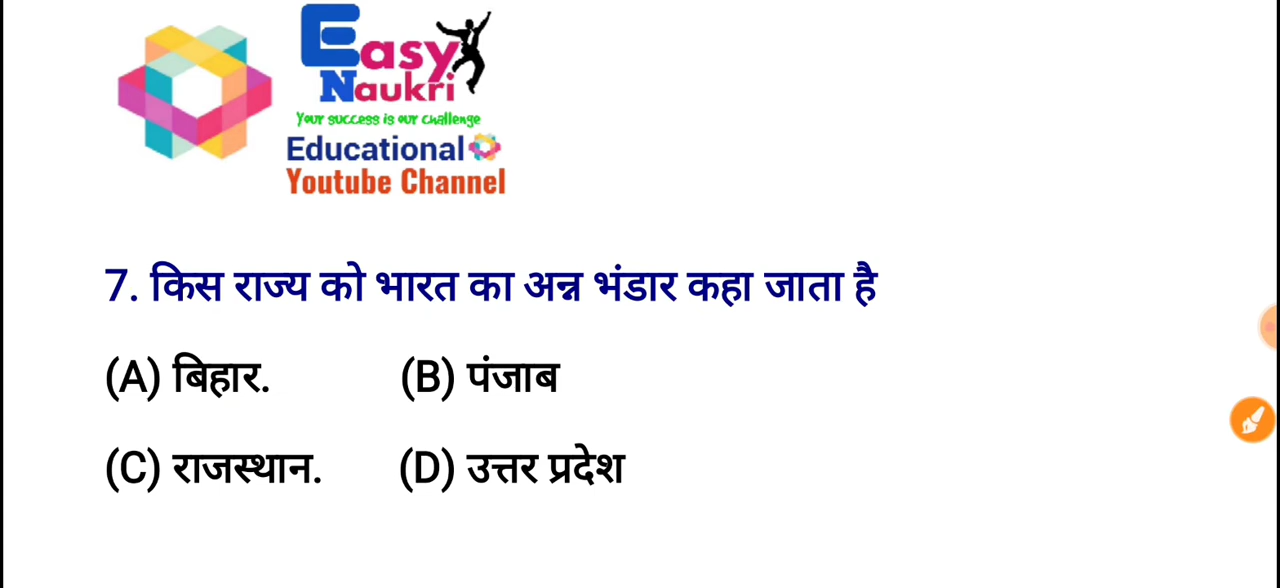 Easy
Naukri
Your success is our challenge
Educational
Youtube Channel
7. किस राज्य को भारत का अन्न भंडार कहा जाता है
(A) बिहार. (B) पंजाब
(C) राजस्थान. (D) उत्तर प्रदेश